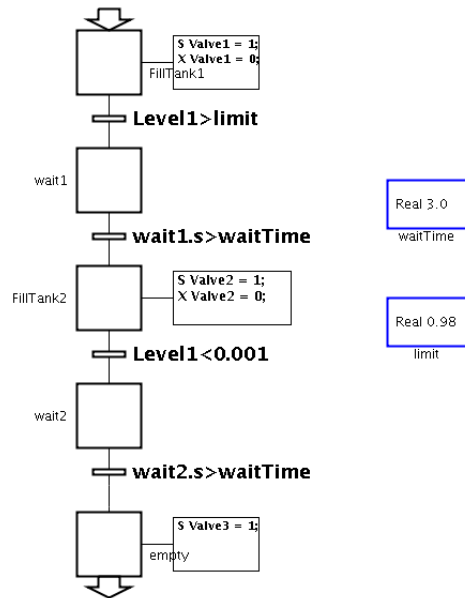 S Valve1 = 1;
X Valve1 = 0;
FillTank1
Level1>limit
wait1
wait1.s>waitTime
Real 3.0
waitTime
S Valve2 = 1;
X Valve2 = 0;
FillTank2
Real 0.98
limit
Level1<0.001
wait2
wait2.s>waitTime
S Valve3 = 1;
empty